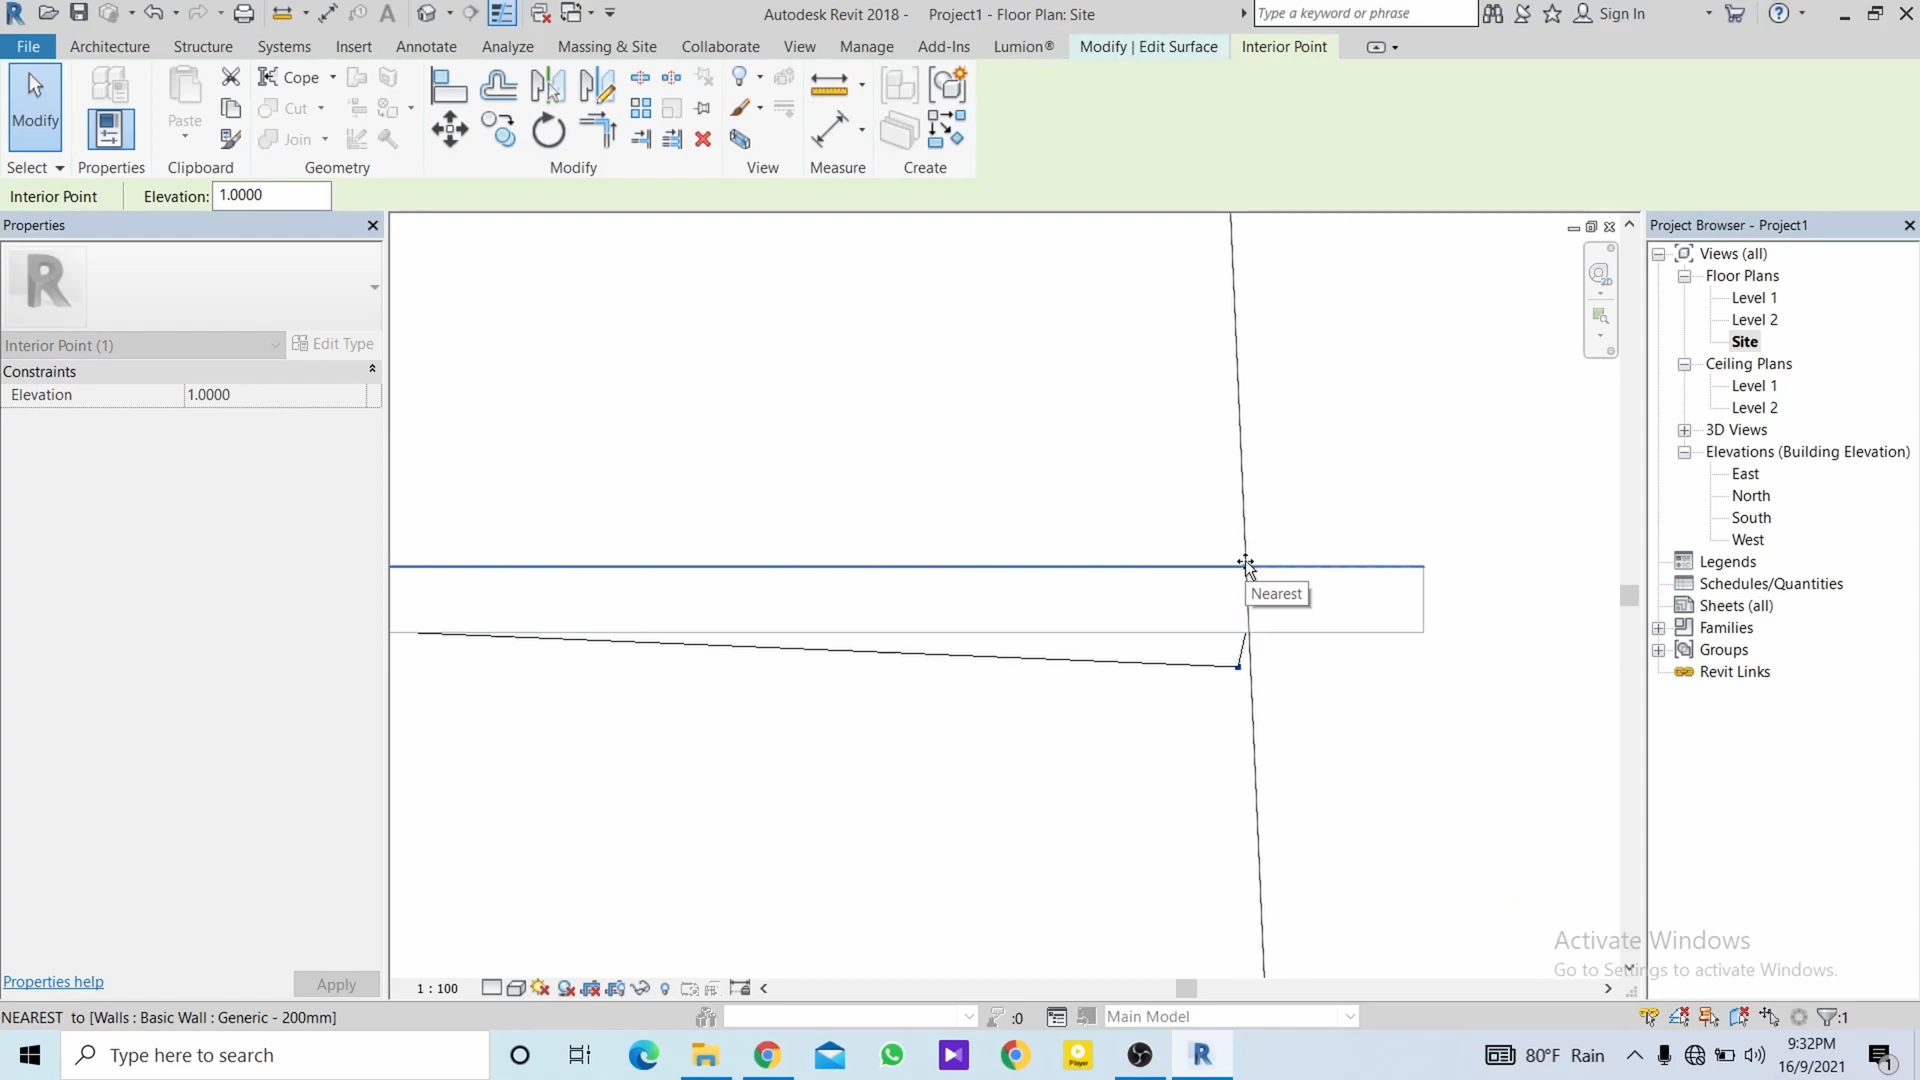 Autodesk Revit 2018 - Project1 - Floor Plan: Site
Type a keyword or phrase
Sign In
File Architecture Structure Systems Insert Annotate Analyze Massing & Site Collaborate View Manage Add-Ins Lumion® Modify | Edit Surface Interior Point
Modify
Paste
Cope
Cut
Join
Select Properties Clipboard Geometry Modify View Measure Create
Interior Point Elevation: 1.0000
Properties
Interior Point (1) Edit Type
Constraints
Elevation 1.0000
Properties help Apply
Nearest
Project Browser - Project1
Views (all)
Floor Plans
Level 1
Level 2
Site
Ceiling Plans
Level 1
Level 2
3D Views
Elevations (Building Elevation)
East
North
South
West
Legends
Schedules/Quantities
Sheets (all)
Families
Groups
Revit Links
Activate Windows
Go to Settings to activate Windows.
1 : 100
NEAREST to [Walls : Basic Wall : Generic - 200mm] :0 Main Model :1
Type here to search
Player
80°F Rain
9:32PM
16/9/2021
1